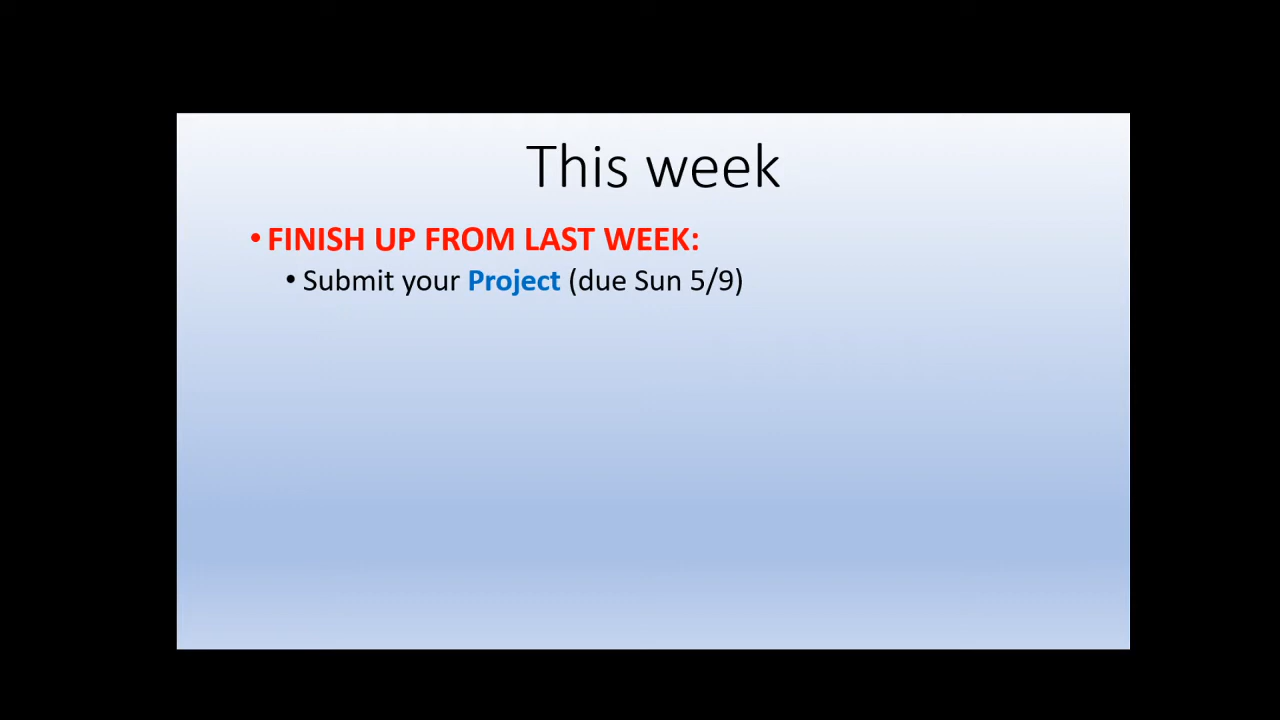 This week
• FINISH UP FROM LAST WEEK:
• Submit your Project (due Sun 5/9)